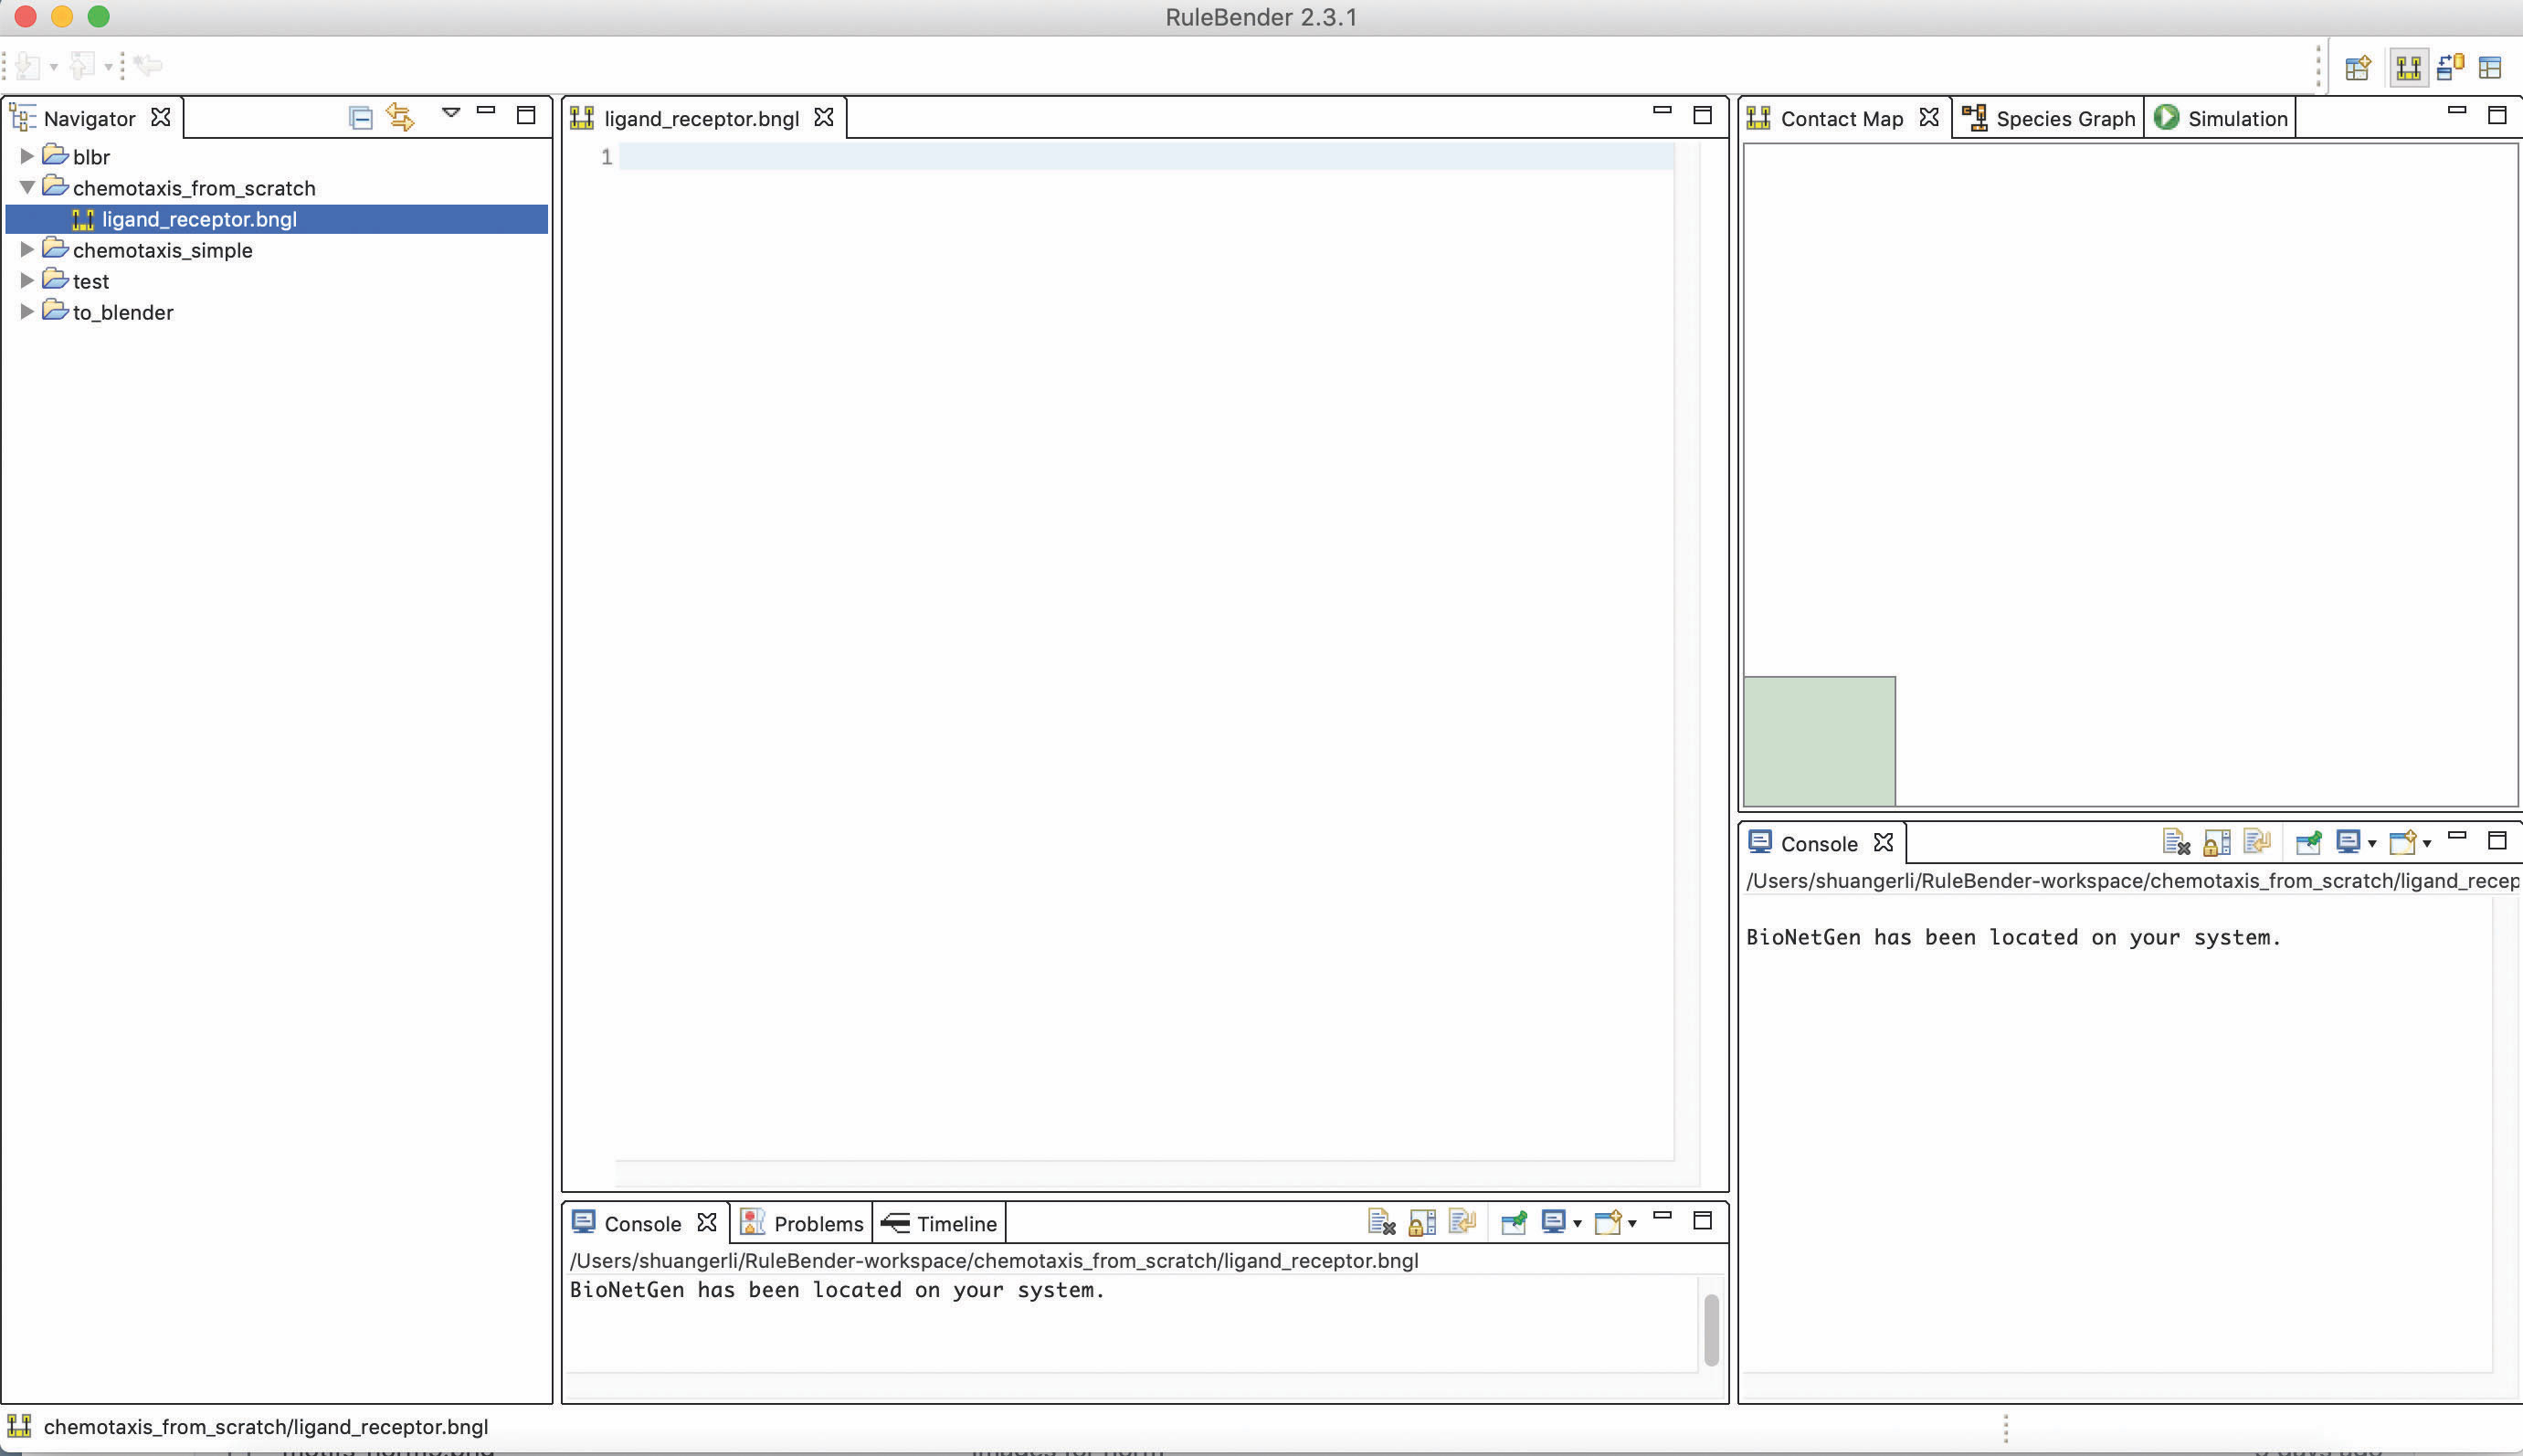 RuleBender 2.3.1
Navigator
blbr
chemotaxis_from_scratch
ligand_receptor.bngl
chemotaxis_simple
test
to_blender
ligand_receptor.bngl
1
Contact Map
Species Graph
Simulation
Console
/Users/shuangerli/RuleBender-workspace/chemotaxis_from_scratch/ligand_recep
BioNetGen has been located on your system.
Console
Problems
Timeline
/Users/shuangerli/RuleBender-workspace/chemotaxis_from_scratch/ligand_receptor.bngl
BioNetGen has been located on your system.
chemotaxis_from_scratch/ligand_receptor.bngl